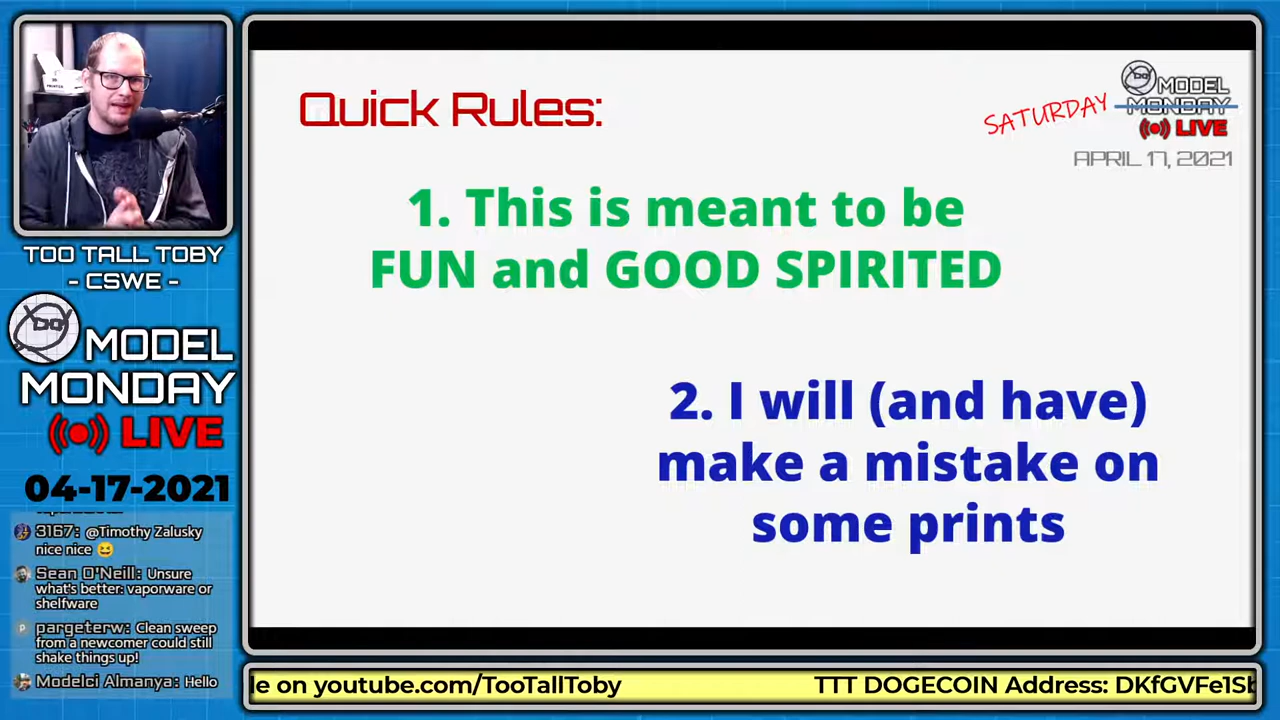 TOO TALL TOBY
- CSWE -
MODEL
MONDAY
LIVE
04-17-2021
3167: @Timothy Zalusky
nice nice 😆
Sean O'Neill: Unsure
what's better: vaporware or
shelfware
pargeterw: Clean sweep
from a newcomer could still
shake things up!
Modelci Almanya: Hello
Quick Rules:
SATURDAY
MODEL
MONDAY
LIVE
APRIL 17, 2021
1. This is meant to be
FUN and GOOD SPIRITED
2. I will (and have)
make a mistake on
some prints
le on youtube.com/TooTallToby TTT DOGECOIN Address: DKfGVFe1Sb